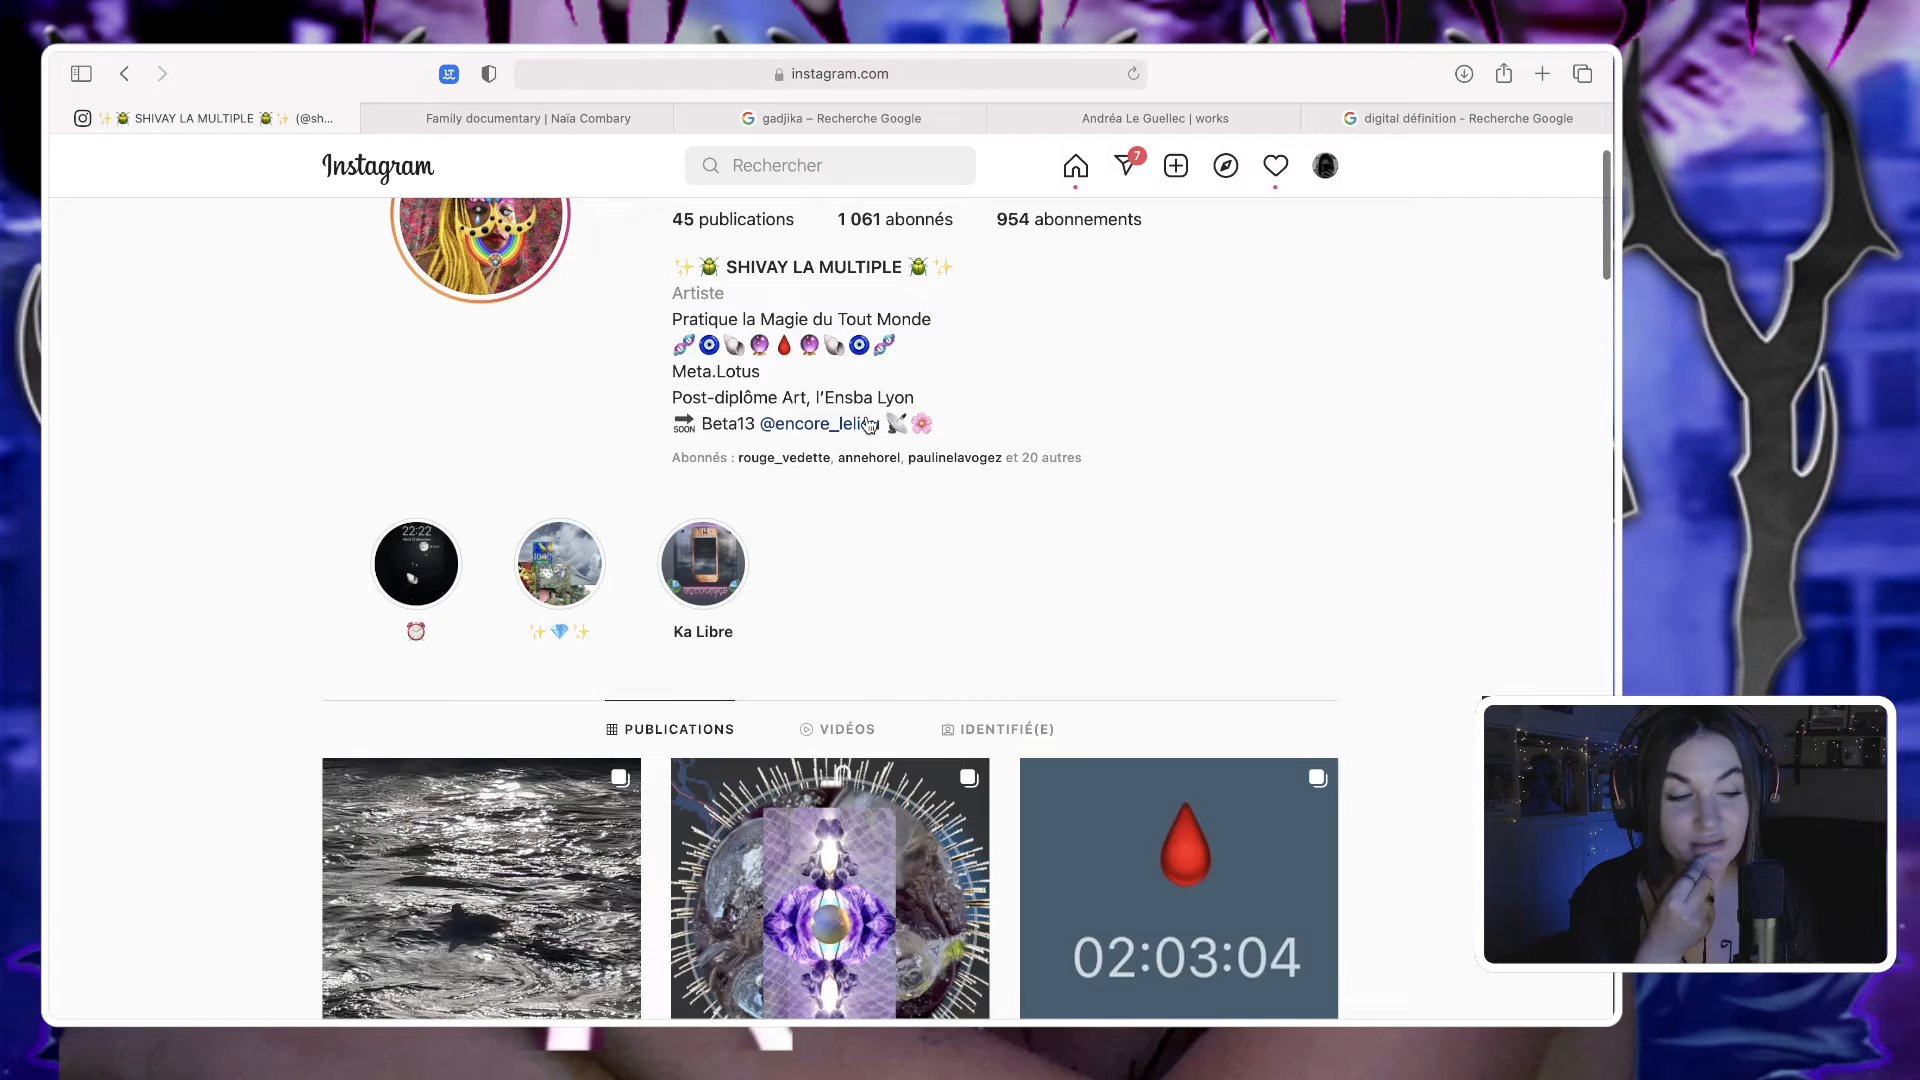 instagram.com
✨🪲 SHIVAY LA MULTIPLE 🪲✨ (@sh...
Family documentary | Naïa Combary
gadjika – Recherche Google
Andréa Le Guellec | works
digital définition - Recherche Google
Instagram
Rechercher
7
45 publications
1 061 abonnés
954 abonnements
✨🪲 SHIVAY LA MULTIPLE 🪲✨
Artiste
Pratique la Magie du Tout Monde
🧬🧿🐚🔮🩸🔮🐚🧿🧬
Meta.Lotus
Post-diplôme Art, l'Ensba Lyon
🔜 Beta13 @encore_leli 📡🌸
Abonnés : rouge_vedette, annehorel, paulinelavogez et 20 autres
22:22
⏰
✨💎✨
Ka Libre
PUBLICATIONS
VIDÉOS
IDENTIFIÉ(E)
02:03:04